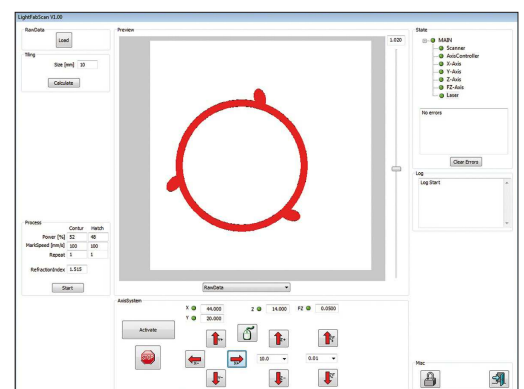 LightFabScan V1.00
RawData
Load
Tiling
Size [mm] 10
Calculate
Process
Contur Hatch
Power [%] 52 48
MarkSpeed [mm/s] 100 100
Repeat 1 1
RefractionIndex 1.515
Start
Preview
1.020
RawData
AxisSystem
X 44.000 Z 14.000 FZ 0.0300
Y 20.000
Activate
STOP
10.0 0.01
State
MAIN
Scanner
AxisController
X-Axis
Y-Axis
Z-Axis
FZ-Axis
Laser
No errors
Clear Errors
Log
Log Start
Misc